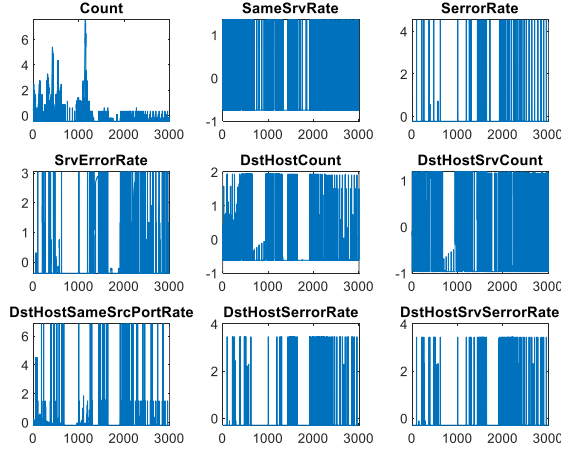 Count
SameSrvRate
SerrorRate
6
4
2
0
0 1000 2000 3000
1
0
-1
0 1000 2000 3000
4
2
0
0 1000 2000 3000
SrvErrorRate
DstHostCount
DstHostSrvCount
3
2
1
0
0 1000 2000 3000
2
1
0
-1
0 1000 2000 3000
1
0
-1
0 1000 2000 3000
DstHostSameSrcPortRate
DstHostSerrorRate
DstHostSrvSerrorRate
6
4
2
0
0 1000 2000 3000
4
2
0
0 1000 2000 3000
4
2
0
0 1000 2000 3000